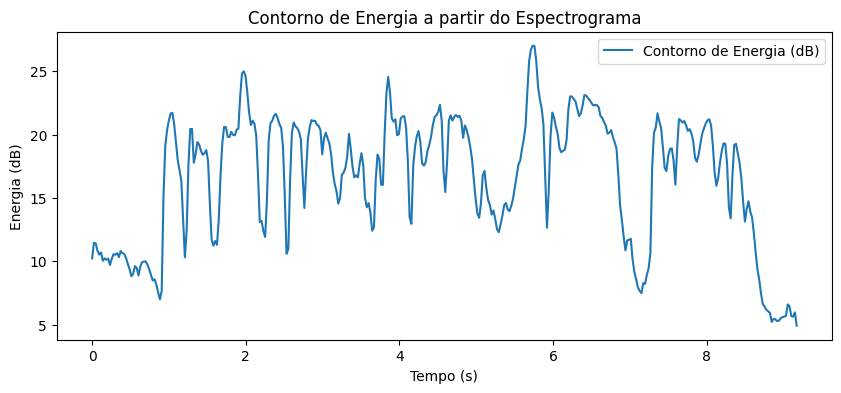 Contorno de Energia a partir do Espectrograma
Contorno de Energia (dB)
Energia (dB)
25
20
15
10
5
0
2
4
6
8
Tempo (s)